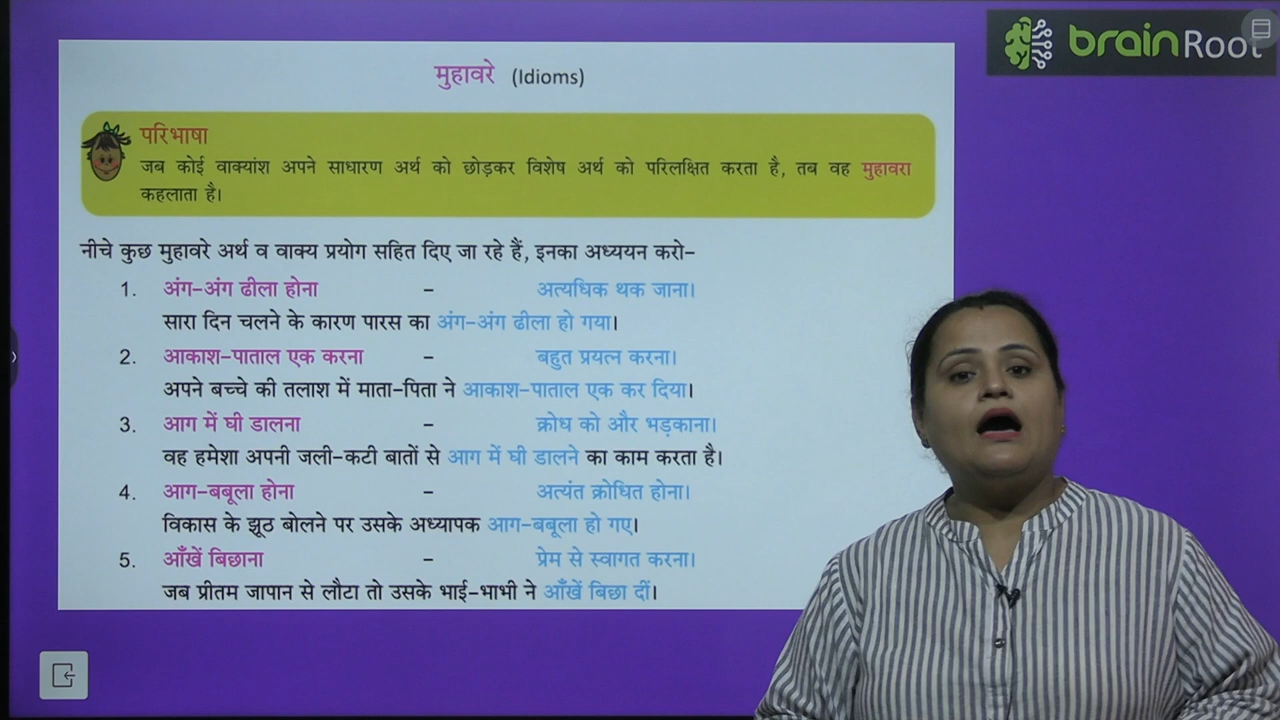 brainRoot
मुहावरे (Idioms)
परिभाषा
जब कोई वाक्यांश अपने साधारण अर्थ को छोड़कर विशेष अर्थ को परिलक्षित करता है, तब वह मुहावरा
कहलाता है।
नीचे कुछ मुहावरे अर्थ व वाक्य प्रयोग सहित दिए जा रहे हैं, इनका अध्ययन करो–
1. अंग–अंग ढीला होना – अत्यधिक थक जाना।
सारा दिन चलने के कारण पारस का अंग–अंग ढीला हो गया।
2. आकाश–पाताल एक करना – बहुत प्रयत्न करना।
अपने बच्चे की तलाश में माता–पिता ने आकाश–पाताल एक कर दिया।
3. आग में घी डालना – क्रोध को और भड़काना।
वह हमेशा अपनी जली–कटी बातों से आग में घी डालने का काम करता है।
4. आग–बबूला होना – अत्यंत क्रोधित होना।
विकास के झूठ बोलने पर उसके अध्यापक आग–बबूला हो गए।
5. आँखें बिछाना – प्रेम से स्वागत करना।
जब प्रीतम जापान से लौटा तो उसके भाई–भाभी ने आँखें बिछा दीं।